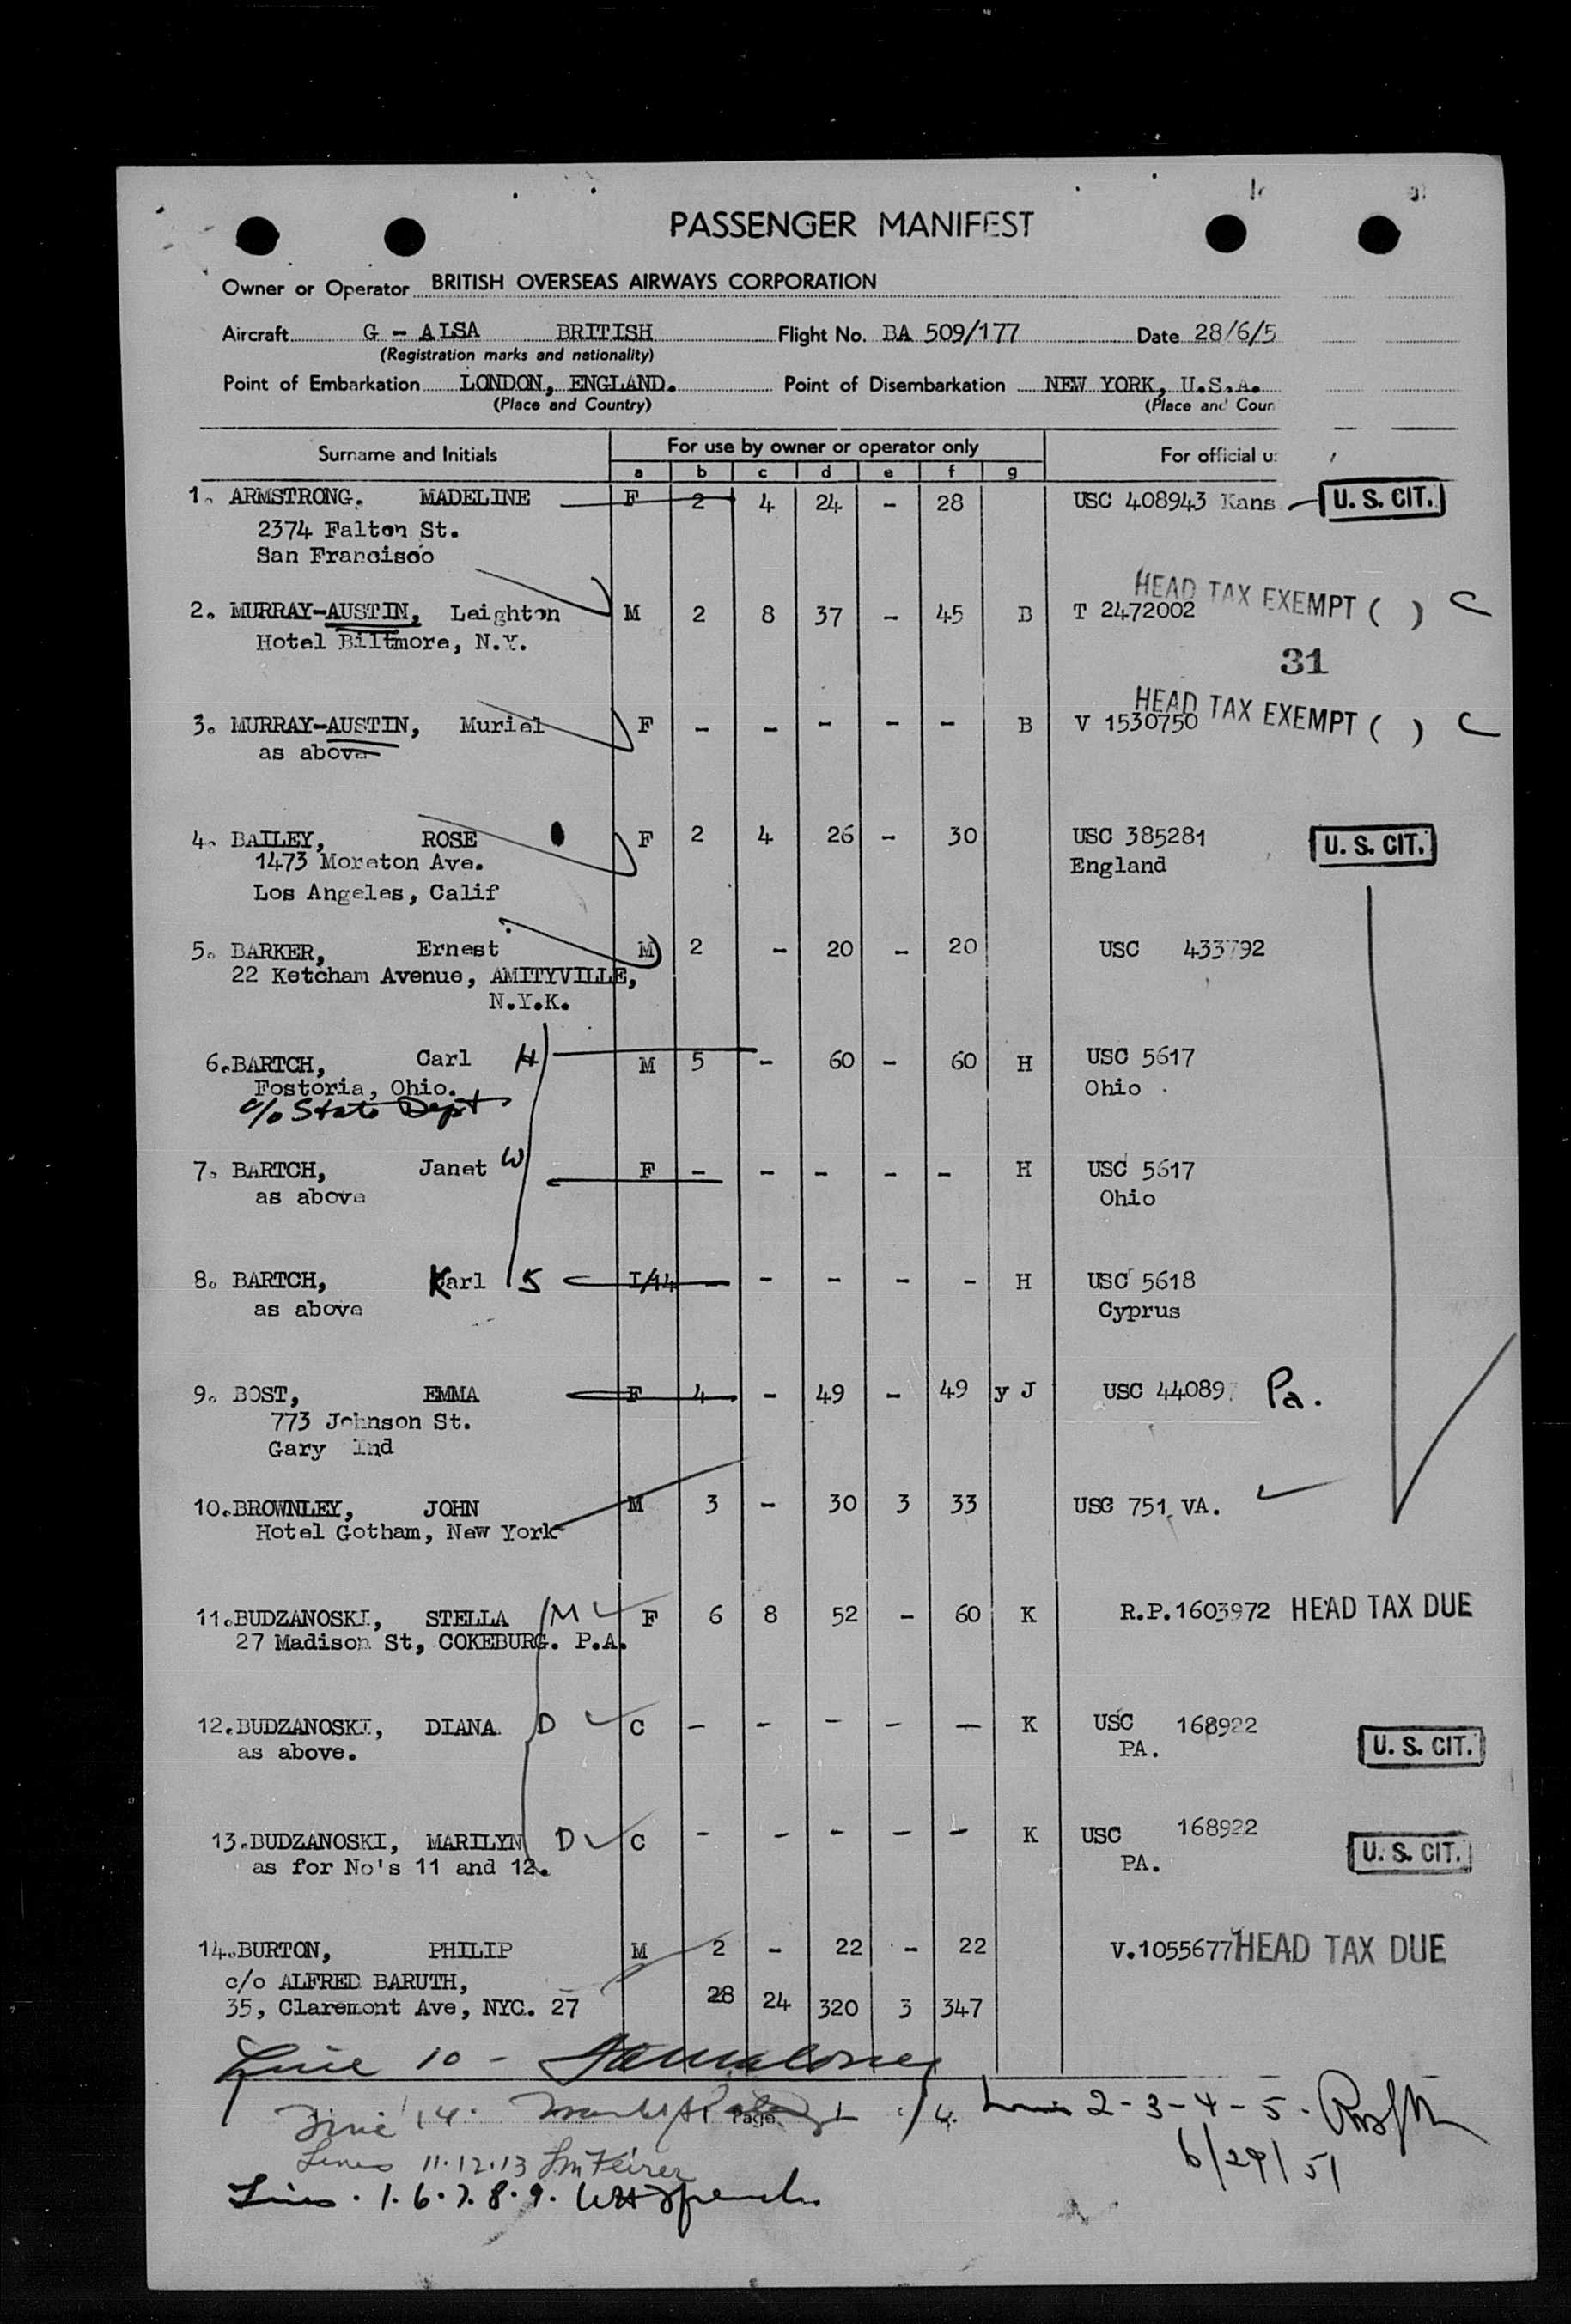 PASSENGER MANIFEST
Owner or Operator BRITISH OVERSEAS AIRWAYS CORPORATION
Aircraft G - ALSA BRITISH Flight No. BA 509/177 Date 28/6/5
(Registration marks and nationality)
Point of Embarkation LONDON, ENGLAND. Point of Disembarkation NEW YORK, U.S.A.
(Place and Country) (Place and Coun
Surname and Initials For use by owner or operator only For official u
a b c d e f g
1. ARMSTRONG. MADELINE F 2 4 24 - 28 USC 408943 Kans U. S. CIT.
2374 Falton St.
San Francisco
HEAD TAX EXEMPT ( ) C
2. MURRAY-AUSTIN, Leighton M 2 8 37 - 45 B T 2472002
Hotel Biltmore, N.Y.
31
HEAD TAX EXEMPT ( ) C
3. MURRAY-AUSTIN, Muriel F - - - - - B V 1530750
as above
4. BAILEY, ROSE F 2 4 26 - 30 USC 385281 U. S. CIT.
1473 Moreton Ave. England
Los Angeles, Calif
5. BARKER, Ernest M 2 - 20 - 20 USC 433792
22 Ketcham Avenue, AMITYVILLE,
N.Y.K.
6. BARTCH, Carl H M 5 - 60 - 60 H USC 5617
Fostoria, Ohio. Ohio
c/o State Dept
7. BARTCH, Janet W F - - - - - H USC 5617
as above Ohio
8. BARTCH, Karl S I/14 - - - - - H USC 5618
as above Cyprus
9. BOST, EMMA F 4 - 49 - 49 y J USC 44089 Pa.
773 Johnson St.
Gary Ind
10. BROWNLEY, JOHN M 3 - 30 3 33 USC 751 VA.
Hotel Gotham, New York
11. BUDZANOSKI, STELLA M F 6 8 52 - 60 K R.P.1603972 HEAD TAX DUE
27 Madison St, COKEBURG. P.A.
12. BUDZANOSKI, DIANA D C - - - - - K USC 168922
as above. PA. U. S. CIT.
13. BUDZANOSKI, MARILYN D C - - - - - K USC 168922
as for No's 11 and 12. PA. U. S. CIT.
14. BURTON, PHILIP M 2 - 22 - 22 V.1055677 HEAD TAX DUE
c/o ALFRED BARUTH,
35, Claremont Ave, NYC. 27 28 24 320 3 347
Line 10 -
Line 14. Page 1 Line 2-3-4-5.
Lines 11.12.13 6/29/51
Lines . 1.6.7.8.9.